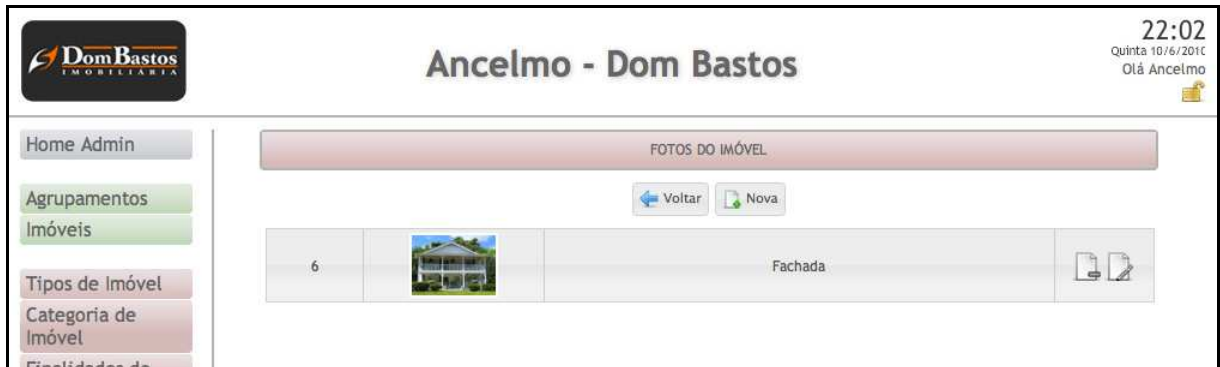 DomBastos
IMOBILIÁRIA
Ancelmo - Dom Bastos
22:02
Quinta 10/6/2010
Olá Ancelmo
Home Admin
Agrupamentos
Imóveis
Tipos de Imóvel
Categoria de
Imóvel
FOTOS DO IMÓVEL
Voltar
Nova
6
Fachada